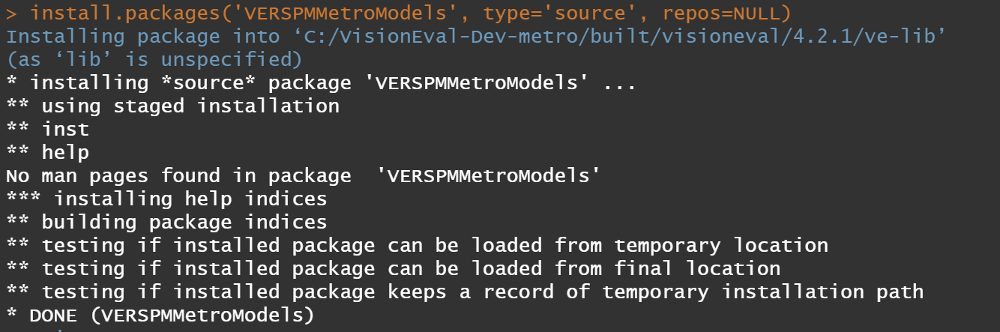 > install.packages('VERSPMMetroModels', type='source', repos=NULL)
Installing package into ‘C:/VisionEval-Dev-metro/built/visioneval/4.2.1/ve-lib’
(as ‘lib’ is unspecified)
* installing *source* package 'VERSPMMetroModels' ...
** using staged installation
** inst
** help
No man pages found in package  'VERSPMMetroModels'
*** installing help indices
** building package indices
** testing if installed package can be loaded from temporary location
** testing if installed package can be loaded from final location
** testing if installed package keeps a record of temporary installation path
* DONE (VERSPMMetroModels)